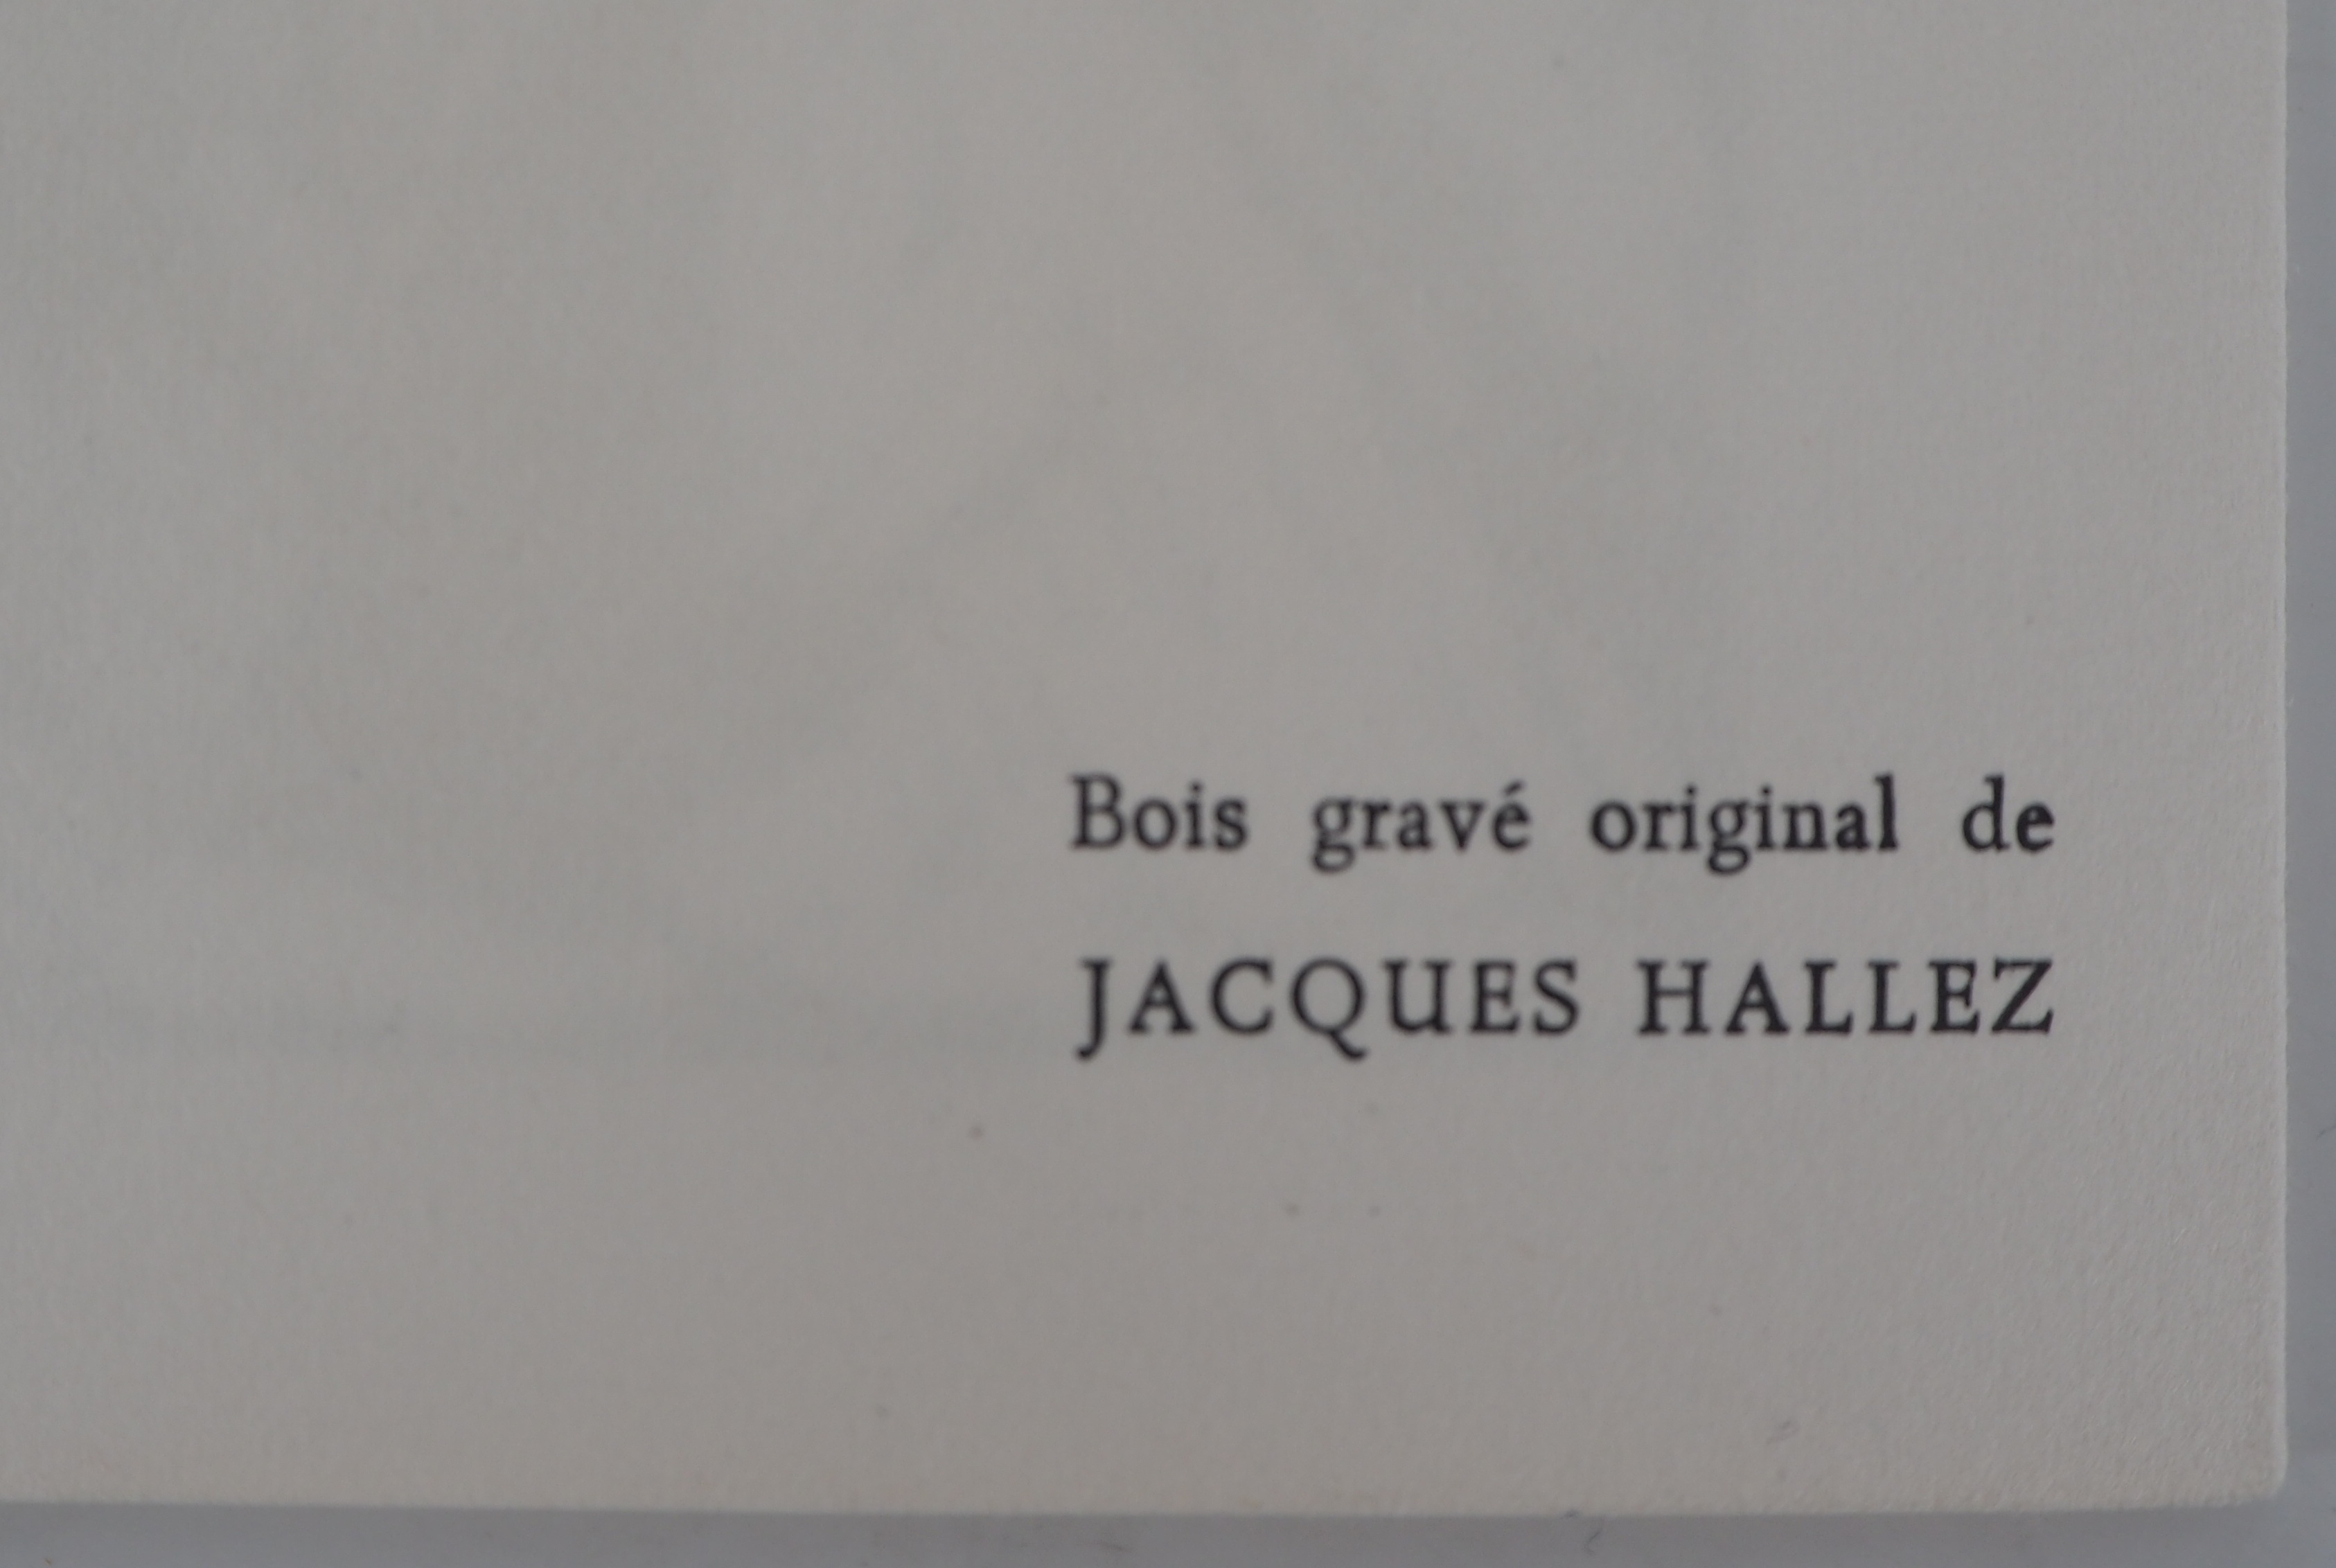 Bois gravé original de
JACQUES HALLEZ